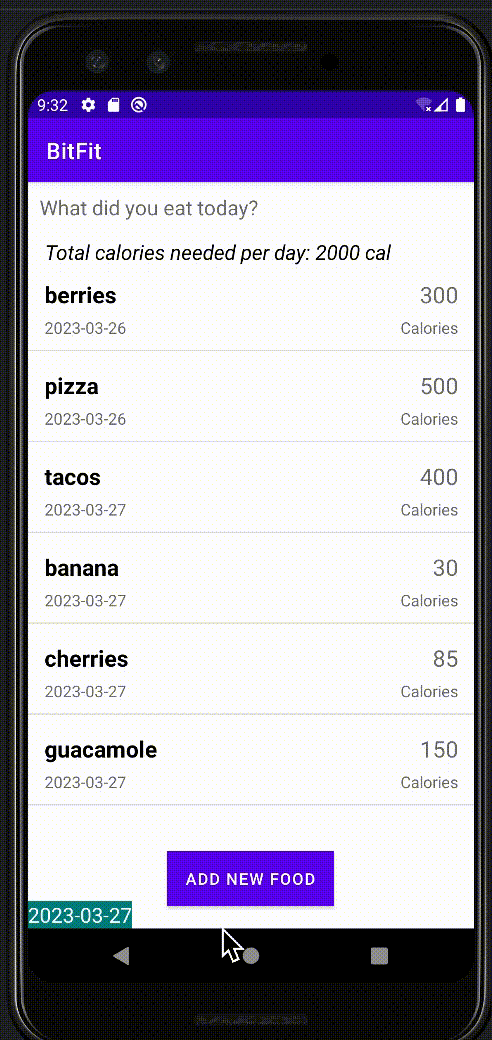 9:32
BitFit
What did you eat today?
Total calories needed per day: 2000 cal
berries 300
2023-03-26 Calories
pizza 500
2023-03-26 Calories
tacos 400
2023-03-27 Calories
banana 30
2023-03-27 Calories
cherries 85
2023-03-27 Calories
guacamole 150
2023-03-27 Calories
ADD NEW FOOD
2023-03-27